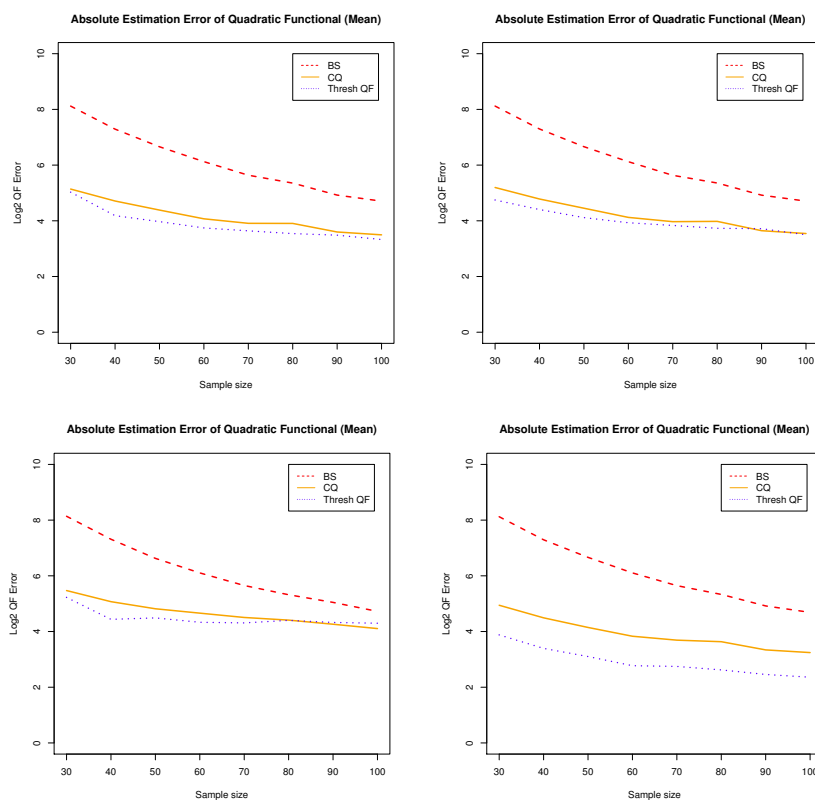 Absolute Estimation Error of Quadratic Functional (Mean)
BS
CQ
Thresh QF
Log2 QF Error
0 2 4 6 8 10
30 40 50 60 70 80 90 100
Sample size
Absolute Estimation Error of Quadratic Functional (Mean)
BS
CQ
Thresh QF
Log2 QF Error
0 2 4 6 8 10
30 40 50 60 70 80 90 100
Sample size
Absolute Estimation Error of Quadratic Functional (Mean)
BS
CQ
Thresh QF
Log2 QF Error
0 2 4 6 8 10
30 40 50 60 70 80 90 100
Sample size
Absolute Estimation Error of Quadratic Functional (Mean)
BS
CQ
Thresh QF
Log2 QF Error
0 2 4 6 8 10
30 40 50 60 70 80 90 100
Sample size